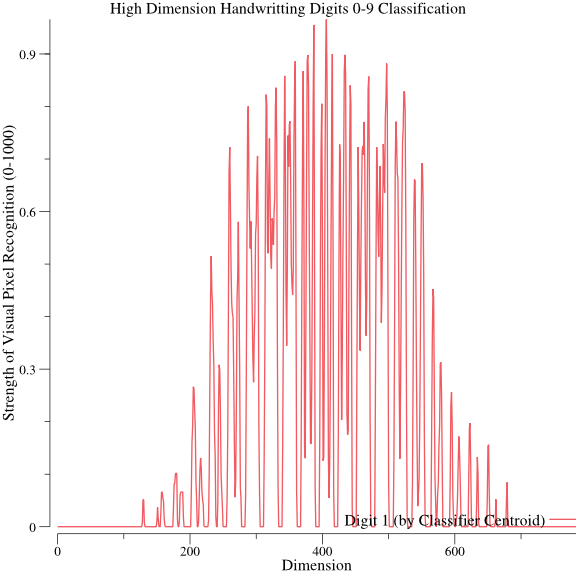 High Dimension Handwritting Digits 0-9 Classification
Strength of Visual Pixel Recognition (0-1000)
0.9
0.6
0.3
0
Digit 1 (by Classifier Centroid)
0 200 400 600
Dimension